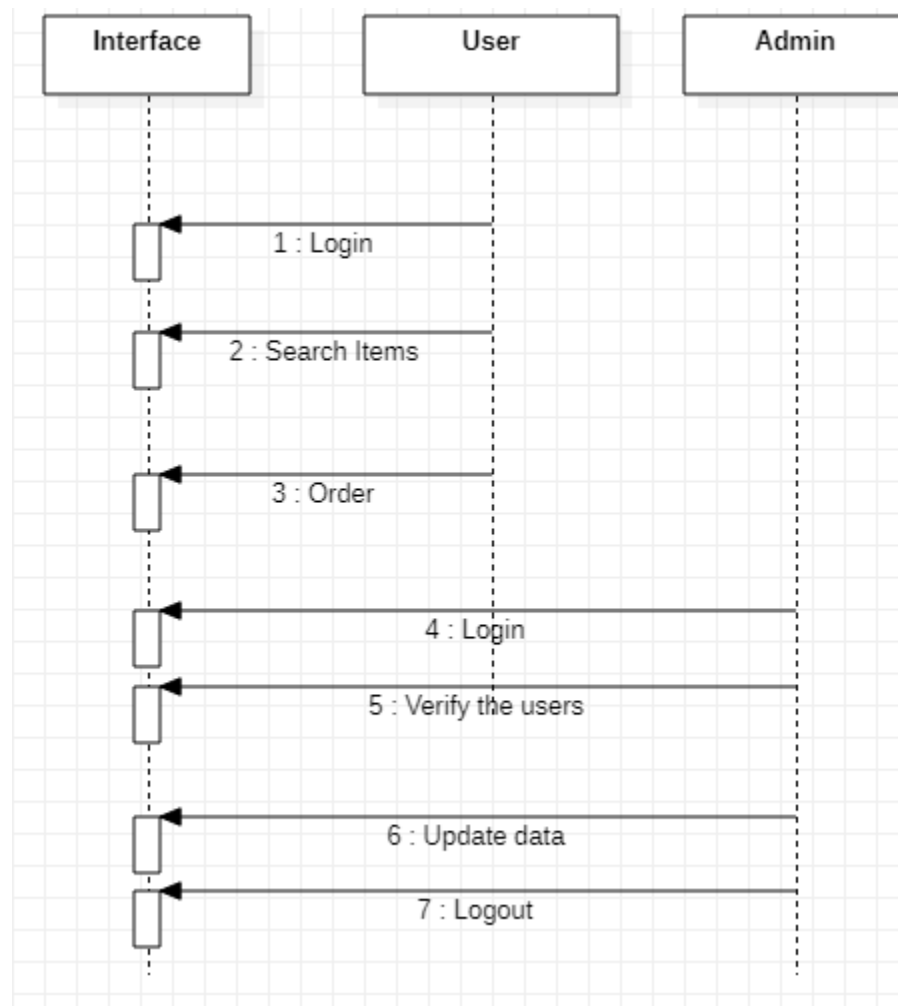 Interface
User
Admin
1 : Login
2 : Search Items
3 : Order
4 : Login
5 : Verify the users
6 : Update data
7 : Logout